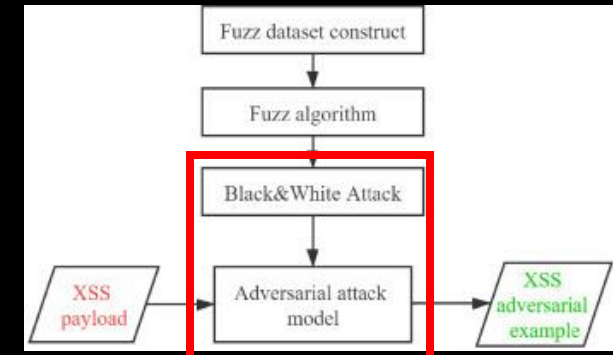 Fuzz dataset construct
Fuzz algorithm
Black&White Attack
XSS
payload
Adversarial attack
model
XSS
adversarial
example